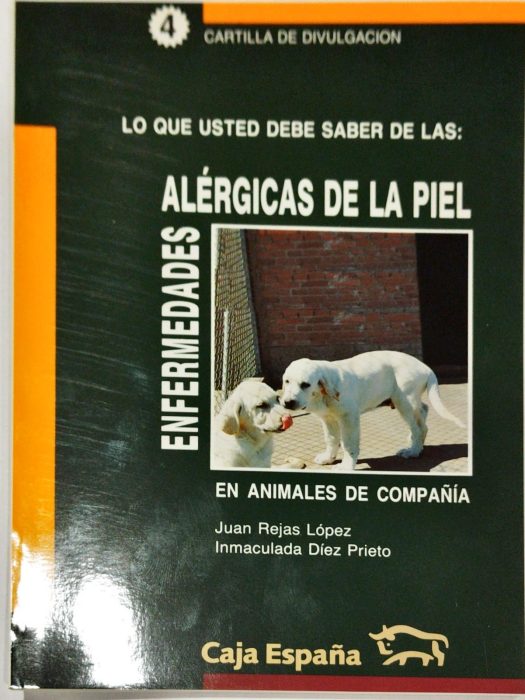 4
CARTILLA DE DIVULGACION
LO QUE USTED DEBE SABER DE LAS:
ENFERMEDADES
ALÉRGICAS DE LA PIEL
EN ANIMALES DE COMPAÑÍA
Juan Rejas López
Inmaculada Díez Prieto
Caja España